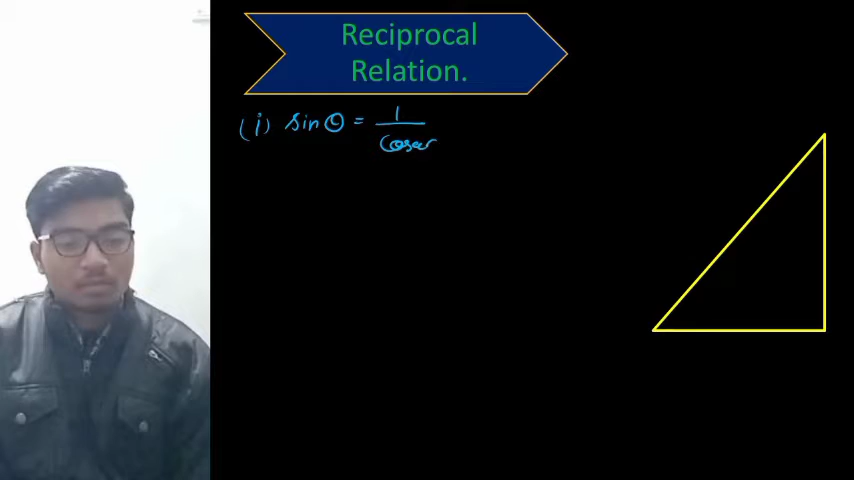 Reciprocal
Relation.
(i) sin θ = 1/cosec